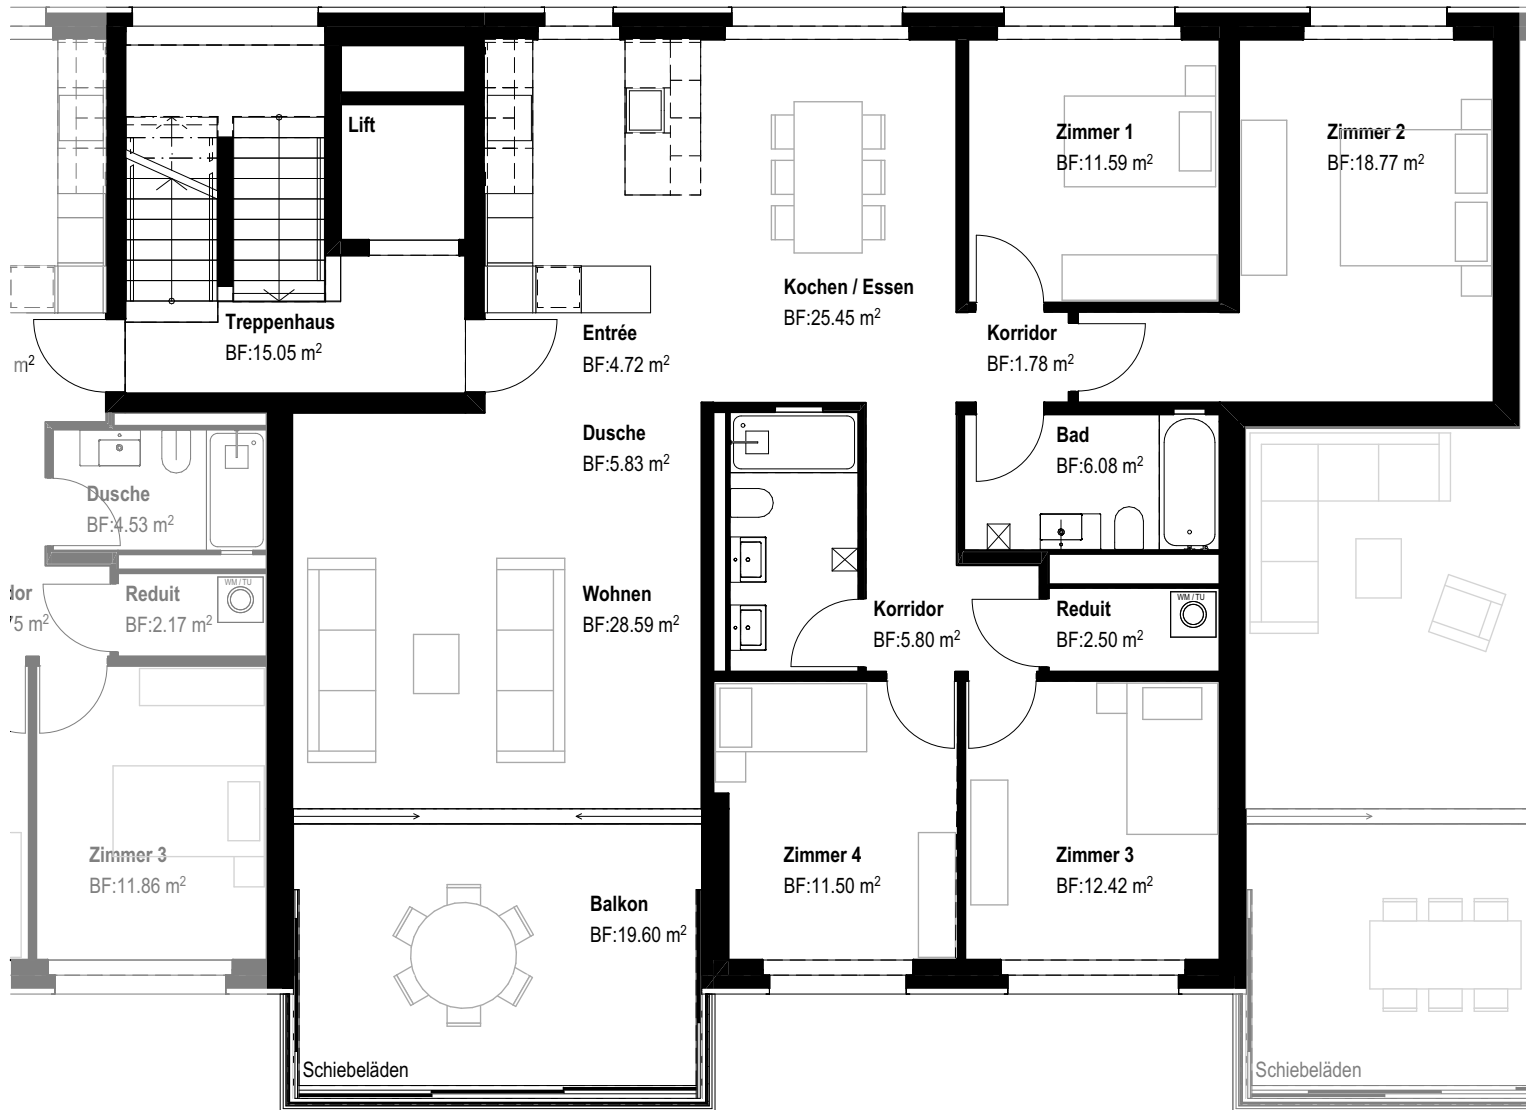 Lift
Zimmer 1
BF:11.59 m²
Zimmer 2
BF:18.77 m²
Kochen / Essen
BF:25.45 m²
Treppenhaus
BF:15.05 m²
Entrée
BF:4.72 m²
Korridor
BF:1.78 m²
m²
Dusche
BF:5.83 m²
Bad
BF:6.08 m²
Dusche
BF:4.53 m²
Wohnen
BF:28.59 m²
dor
75 m²
Reduit
BF:2.17 m²
WM / TU
Korridor
BF:5.80 m²
Reduit
BF:2.50 m²
WM / TU
Zimmer 3
BF:11.86 m²
Zimmer 4
BF:11.50 m²
Zimmer 3
BF:12.42 m²
Balkon
BF:19.60 m²
Schiebeläden
Schiebeläden